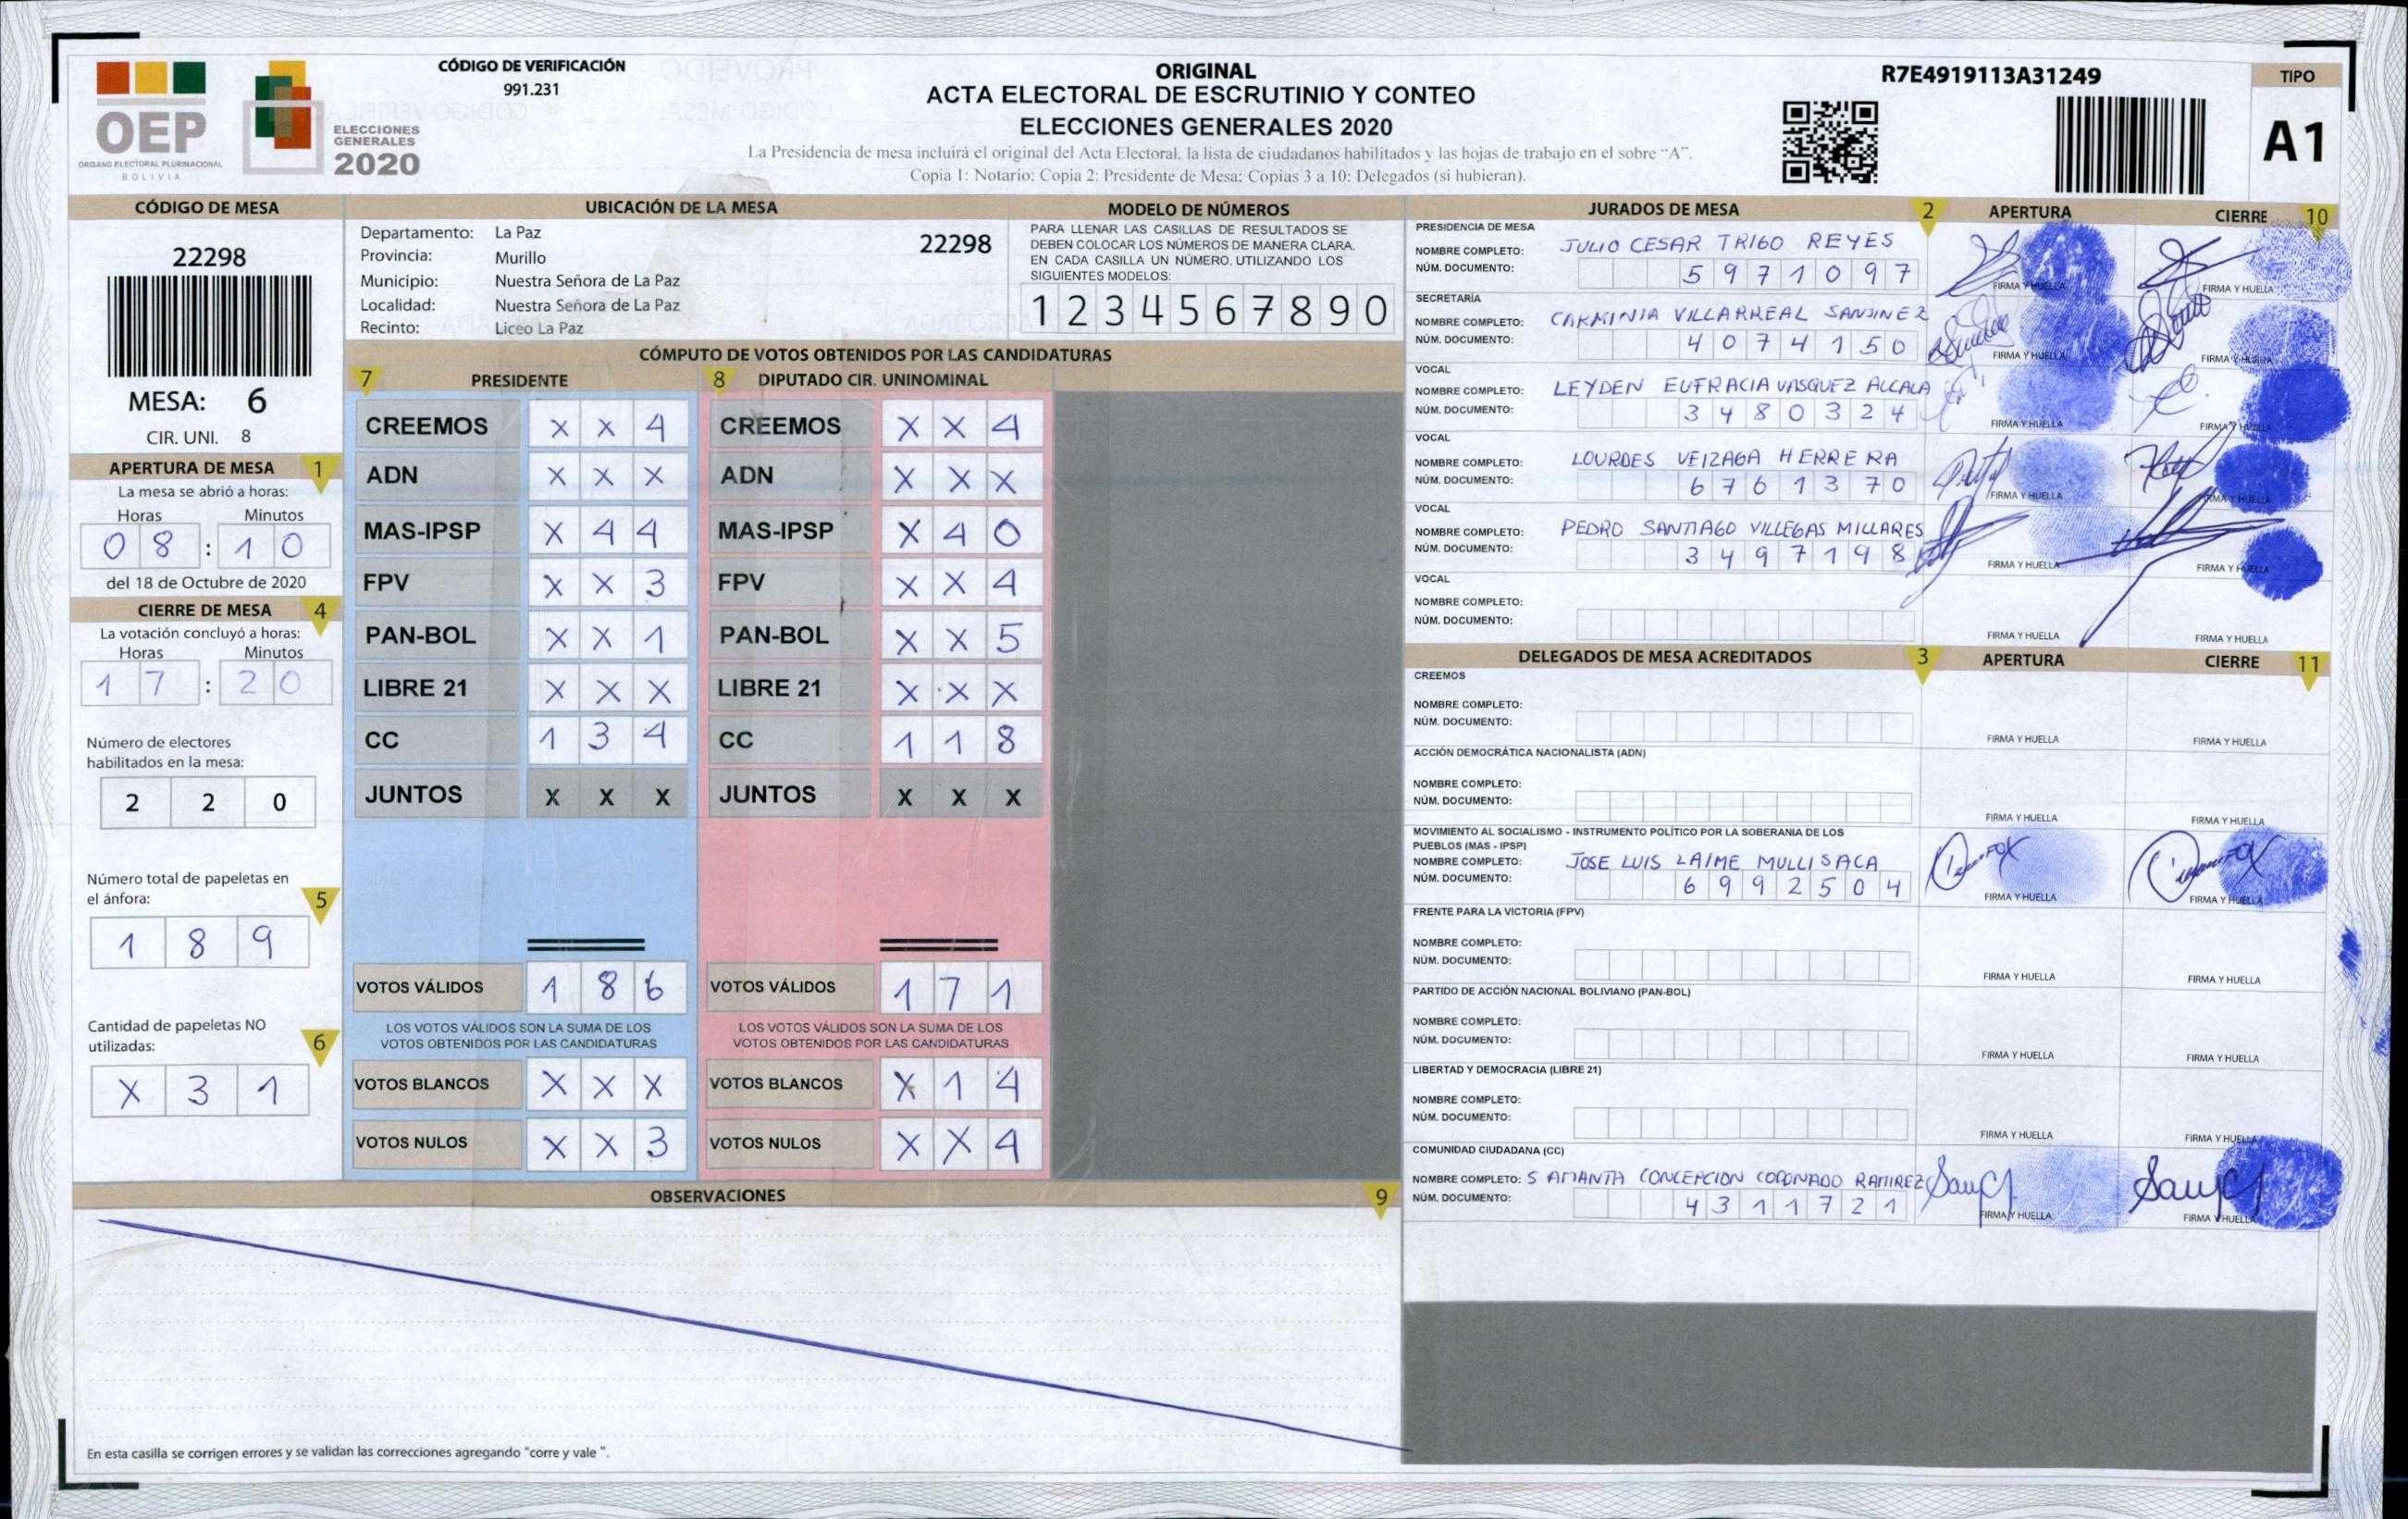 OEP
ORGANO ELECTORAL PLURINACIONAL
BOLIVIA
ELECCIONES
GENERALES
2020
CÓDIGO DE VERIFICACIÓN
991.231
ORIGINAL
ACTA ELECTORAL DE ESCRUTINIO Y CONTEO
ELECCIONES GENERALES 2020
La Presidencia de mesa incluirá el original del Acta Electoral, la lista de ciudadanos habilitados y las hojas de trabajo en el sobre "A".
Copia 1: Notario; Copia 2: Presidente de Mesa; Copias 3 a 10: Delegados (si hubieran).
R7E4919113A31249
TIPO
A1
CÓDIGO DE MESA
22298
MESA: 6
CIR. UNI. 8
APERTURA DE MESA 1
La mesa se abrió a horas:
Horas Minutos
0 8 : 1 0
del 18 de Octubre de 2020
CIERRE DE MESA 4
La votación concluyó a horas:
Horas Minutos
1 7 : 2 0
Número de electores
habilitados en la mesa:
2 2 0
Número total de papeletas en
el ánfora: 5
1 8 9
Cantidad de papeletas NO
utilizadas: 6
X 3 1
UBICACIÓN DE LA MESA
Departamento: La Paz 22298
Provincia: Murillo
Municipio: Nuestra Señora de La Paz
Localidad: Nuestra Señora de La Paz
Recinto: Liceo La Paz
MODELO DE NÚMEROS
PARA LLENAR LAS CASILLAS DE RESULTADOS SE
DEBEN COLOCAR LOS NÚMEROS DE MANERA CLARA.
EN CADA CASILLA UN NÚMERO, UTILIZANDO LOS
SIGUIENTES MODELOS:
1 2 3 4 5 6 7 8 9 0
CÓMPUTO DE VOTOS OBTENIDOS POR LAS CANDIDATURAS
7 PRESIDENTE 8 DIPUTADO CIR. UNINOMINAL
CREEMOS X X 4 CREEMOS X X 4
ADN X X X ADN X X X
MAS-IPSP X 4 4 MAS-IPSP X 4 0
FPV X X 3 FPV X X 4
PAN-BOL X X 1 PAN-BOL X X 5
LIBRE 21 X X X LIBRE 21 X X X
CC 1 3 4 CC 1 1 8
JUNTOS X X X JUNTOS X X X
VOTOS VÁLIDOS 1 8 6 VOTOS VÁLIDOS 1 7 1
LOS VOTOS VÁLIDOS SON LA SUMA DE LOS LOS VOTOS VÁLIDOS SON LA SUMA DE LOS
VOTOS OBTENIDOS POR LAS CANDIDATURAS VOTOS OBTENIDOS POR LAS CANDIDATURAS
VOTOS BLANCOS X X X VOTOS BLANCOS X 1 4
VOTOS NULOS X X 3 VOTOS NULOS X X 4
OBSERVACIONES 9
En esta casilla se corrigen errores y se validan las correcciones agregando "corre y vale ".
JURADOS DE MESA 2 APERTURA CIERRE 10
PRESIDENCIA DE MESA
NOMBRE COMPLETO: JULIO CESAR TRIGO REYES
NÚM. DOCUMENTO: 5 9 7 1 0 9 7
FIRMA Y HUELLA FIRMA Y HUELLA
SECRETARÍA
NOMBRE COMPLETO: CARMINIA VILLARREAL SANJINEZ
NÚM. DOCUMENTO: 4 0 7 4 1 5 0
FIRMA Y HUELLA FIRMA Y HUELLA
VOCAL
NOMBRE COMPLETO: LEYDEN EUFRACIA VASQUEZ ALCALA
NÚM. DOCUMENTO: 3 4 8 0 3 2 4
FIRMA Y HUELLA FIRMA Y HUELLA
VOCAL
NOMBRE COMPLETO: LOURDES VEIZAGA HERRERA
NÚM. DOCUMENTO: 6 7 6 1 3 7 0
FIRMA Y HUELLA FIRMA Y HUELLA
VOCAL
NOMBRE COMPLETO: PEDRO SANTIAGO VILLEGAS MILLARES
NÚM. DOCUMENTO: 3 4 9 7 1 9 8
FIRMA Y HUELLA FIRMA Y HUELLA
VOCAL
NOMBRE COMPLETO:
NÚM. DOCUMENTO:
FIRMA Y HUELLA FIRMA Y HUELLA
DELEGADOS DE MESA ACREDITADOS 3 APERTURA CIERRE 11
CREEMOS
NOMBRE COMPLETO:
NÚM. DOCUMENTO:
FIRMA Y HUELLA FIRMA Y HUELLA
ACCIÓN DEMOCRÁTICA NACIONALISTA (ADN)
NOMBRE COMPLETO:
NÚM. DOCUMENTO:
FIRMA Y HUELLA FIRMA Y HUELLA
MOVIMIENTO AL SOCIALISMO - INSTRUMENTO POLÍTICO POR LA SOBERANIA DE LOS
PUEBLOS (MAS - IPSP)
NOMBRE COMPLETO: JOSE LUIS LAIME MULLISACA
NÚM. DOCUMENTO: 6 9 9 2 5 0 4
FIRMA Y HUELLA FIRMA Y HUELLA
FRENTE PARA LA VICTORIA (FPV)
NOMBRE COMPLETO:
NÚM. DOCUMENTO:
FIRMA Y HUELLA FIRMA Y HUELLA
PARTIDO DE ACCIÓN NACIONAL BOLIVIANO (PAN-BOL)
NOMBRE COMPLETO:
NÚM. DOCUMENTO:
FIRMA Y HUELLA FIRMA Y HUELLA
LIBERTAD Y DEMOCRACIA (LIBRE 21)
NOMBRE COMPLETO:
NÚM. DOCUMENTO:
FIRMA Y HUELLA FIRMA Y HUELLA
COMUNIDAD CIUDADANA (CC)
NOMBRE COMPLETO: SAMANTA CONCEPCION CORONADO RAMIREZ
NÚM. DOCUMENTO: 4 3 1 1 7 2 1
FIRMA Y HUELLA FIRMA Y HUELLA